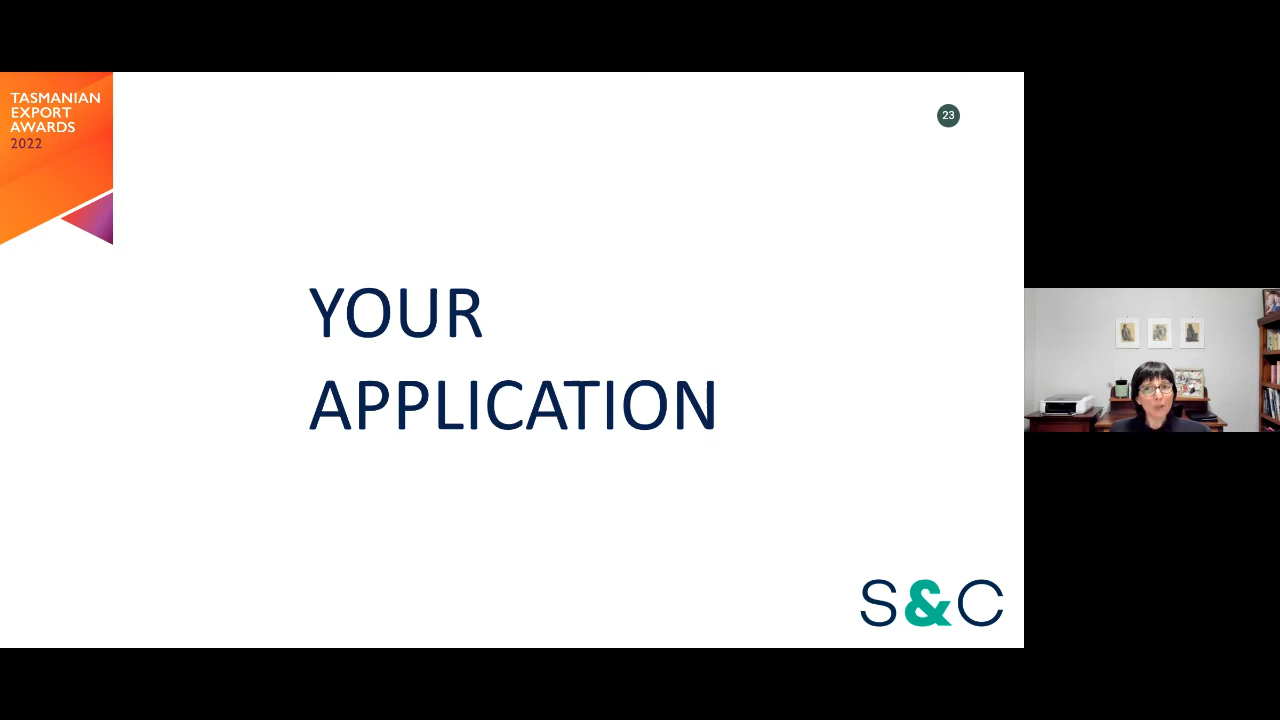 TASMANIAN
EXPORT
AWARDS
2022
23
YOUR
APPLICATION
S&C